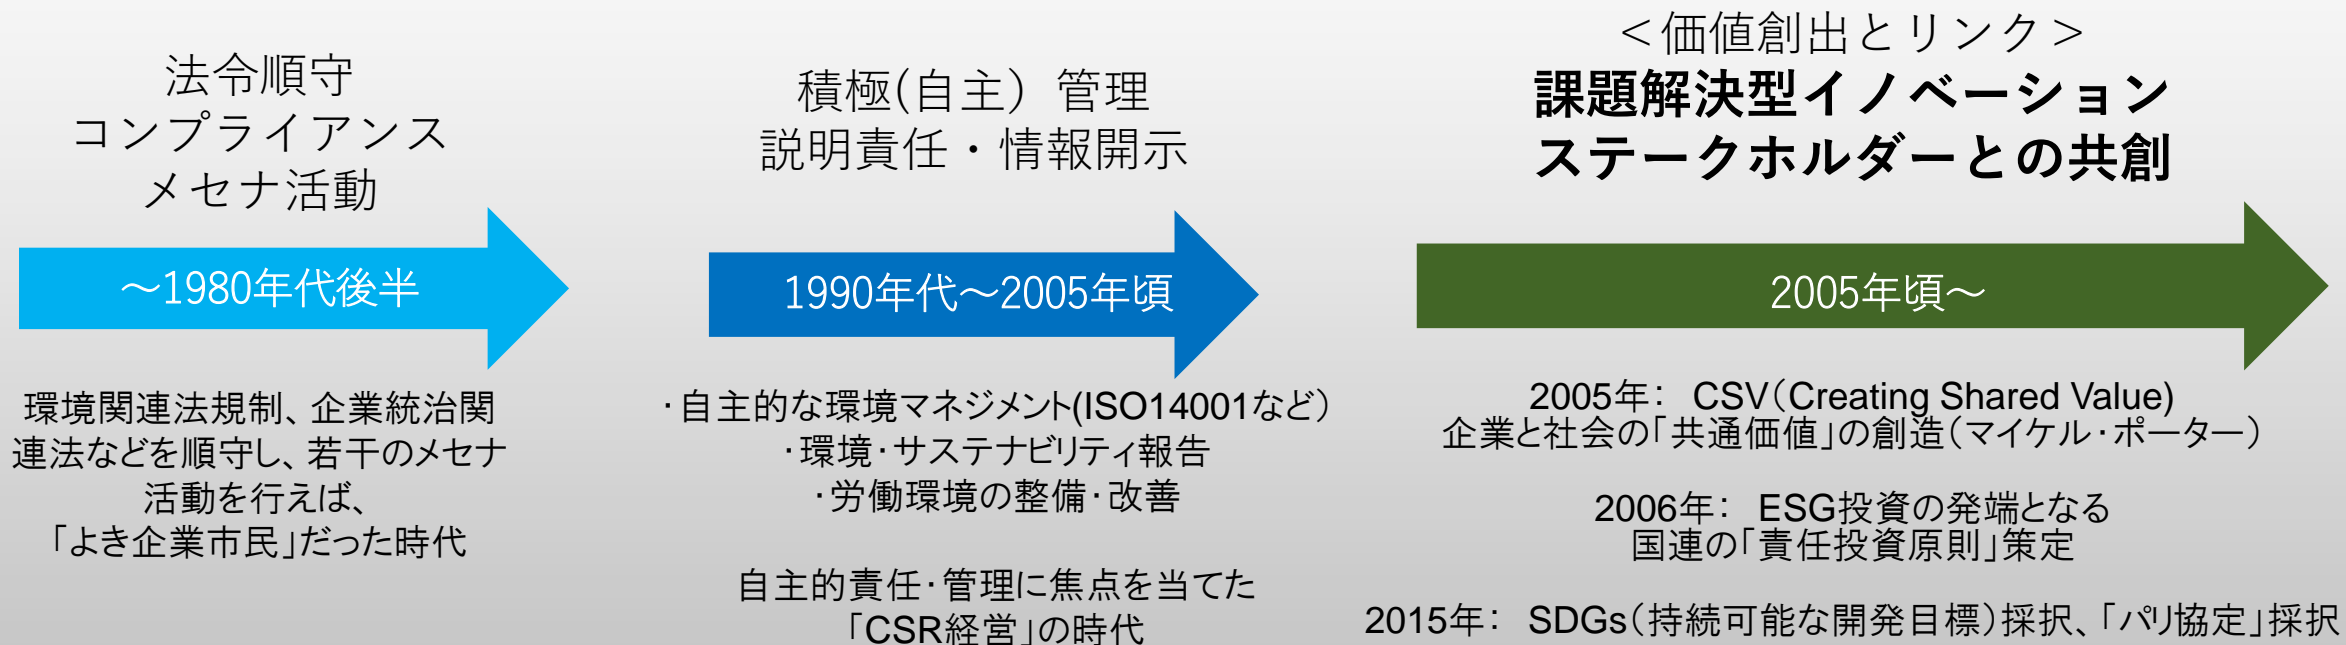 法令順守
コンプライアンス
メセナ活動
~1980年代後半
環境関連法規制、企業統治関
連法などを順守し、若干のメセナ
活動を行えば、
「よき企業市民」だった時代
積極(自主）管理
説明責任・情報開示
1990年代~2005年頃
・自主的な環境マネジメント(ISO14001など）
・環境・サステナビリティ報告
・労働環境の整備・改善
自主的責任・管理に焦点を当てた
「CSR経営」の時代
＜価値創出とリンク＞
課題解決型イノベーション
ステークホルダーとの共創
2005年頃~
2005年： CSV（Creating Shared Value)
企業と社会の「共通価値」の創造（マイケル・ポーター）
2006年： ESG投資の発端となる
国連の「責任投資原則」策定
2015年： SDGs（持続可能な開発目標）採択、「パリ協定」採択